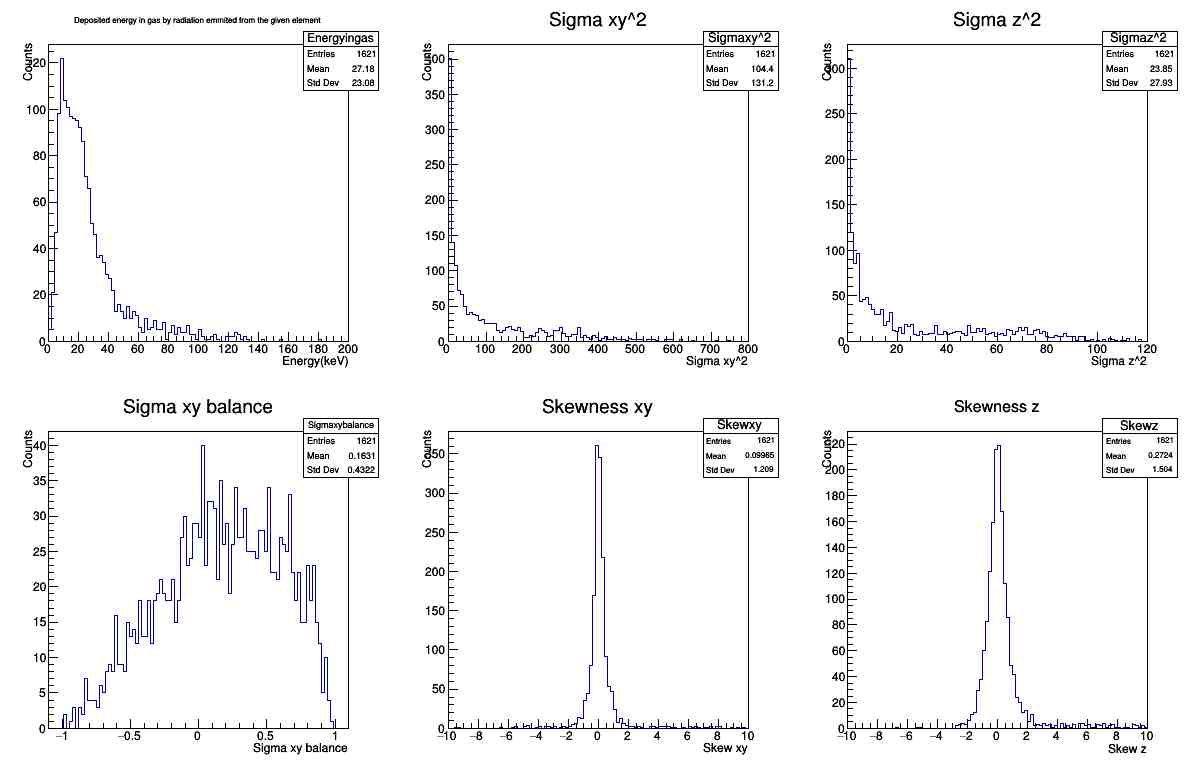 Deposited energy in gas by radiation emmited from the given element
Energyingas
Entries 1621
Mean 27.18
Std Dev 23.08
Counts
120
100
80
60
40
20
0
0 20 40 60 80 100 120 140 160 180 200
Energy(keV)
Sigma xy^2
Sigmaxy^2
Entries 1621
Mean 104.4
Std Dev 131.2
Counts
400
350
300
250
200
150
100
50
0
0 100 200 300 400 500 600 700 800
Sigma xy^2
Sigma z^2
Sigmaz^2
Entries 1621
Mean 23.85
Std Dev 27.93
Counts
300
250
200
150
100
50
0
0 20 40 60 80 100 120
Sigma z^2
Sigma xy balance
Sigmaxybalance
Entries 1621
Mean 0.1631
Std Dev 0.4322
Counts
40
35
30
25
20
15
10
5
0
−1 −0.5 0 0.5 1
Sigma xy balance
Skewness xy
Skewxy
Entries 1621
Mean 0.09965
Std Dev 1.209
Counts
350
300
250
200
150
100
50
0
−10 −8 −6 −4 −2 0 2 4 6 8 10
Skew xy
Skewness z
Skewz
Entries 1621
Mean 0.2724
Std Dev 1.504
Counts
220
200
180
160
140
120
100
80
60
40
20
0
−10 −8 −6 −4 −2 0 2 4 6 8 10
Skew z